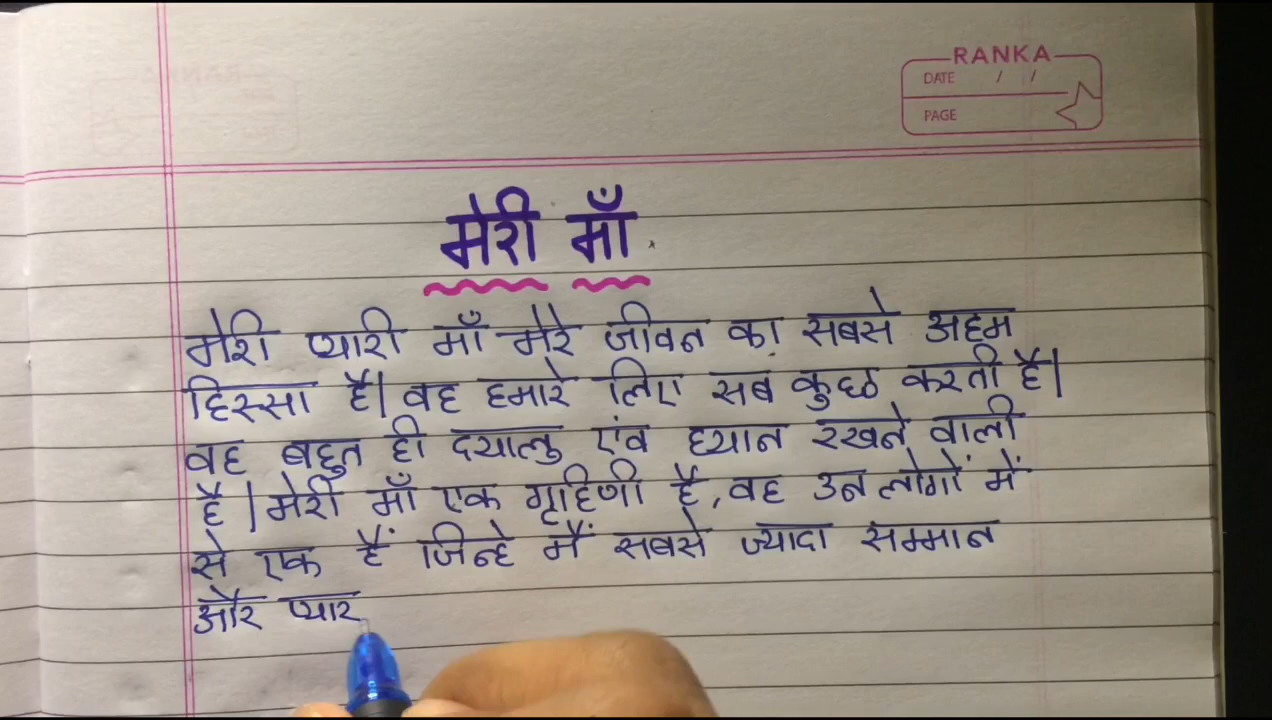 RANKA
DATE / /
PAGE
मेरी माँ
मेरी प्यारी माँ मेरे जीवन का सबसे अहम
हिस्सा है। वह हमारे लिए सब कुछ करती है।
वह बहुत ही दयालु एंव ध्यान रखने वाली
है। मेरी माँ एक गृहिणी है, वह उन लोगों में
से एक हैं जिन्हे मैं सबसे ज्यादा सम्मान
और प्यार